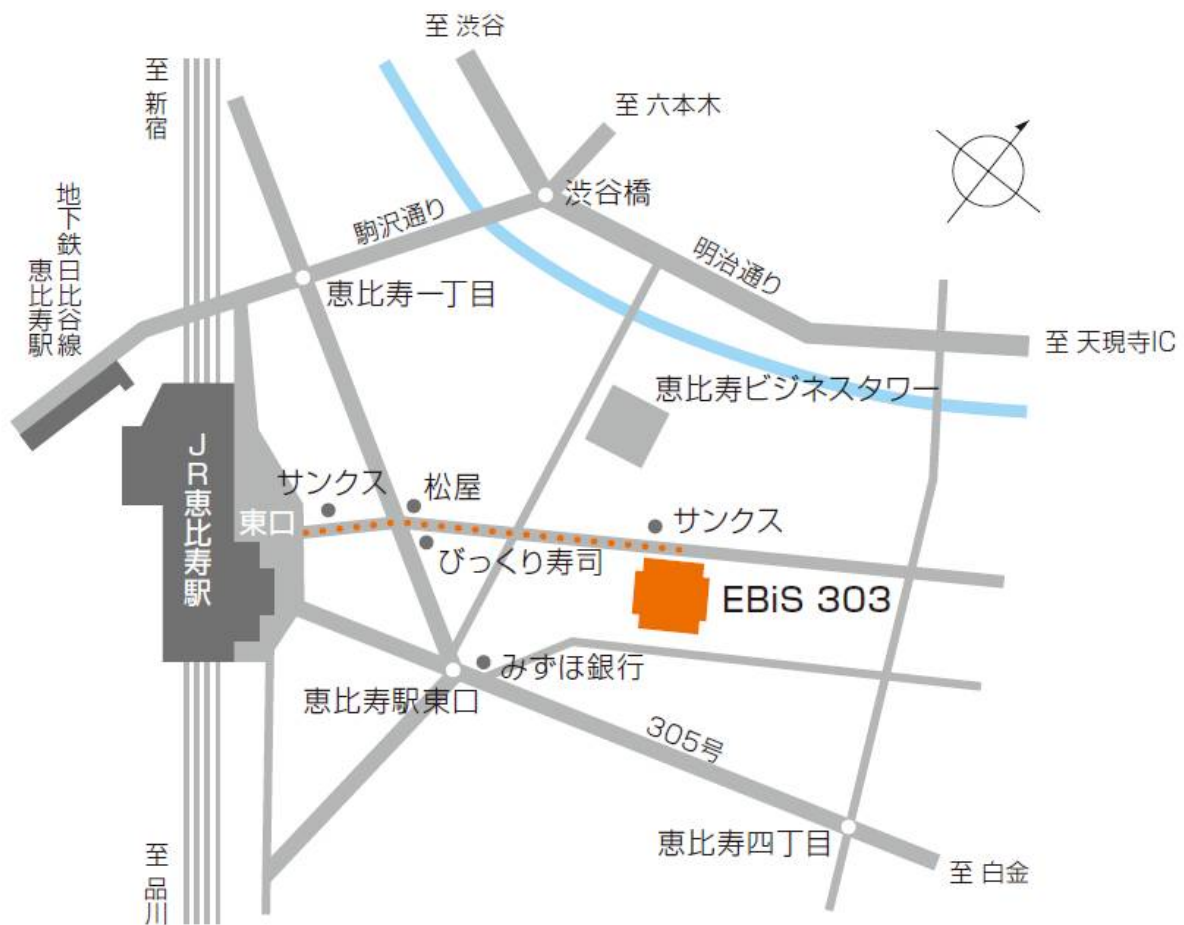 至 渋谷
至 新宿
至 六本木
渋谷橋
地下鉄日比谷線
恵比寿駅
駒沢通り
明治通り
恵比寿一丁目
至 天現寺IC
恵比寿ビジネスタワー
JR恵比寿駅
サンクス
松屋
東口
サンクス
びっくり寿司
EBiS 303
みずほ銀行
恵比寿駅東口
305号
恵比寿四丁目
至 品川
至 白金